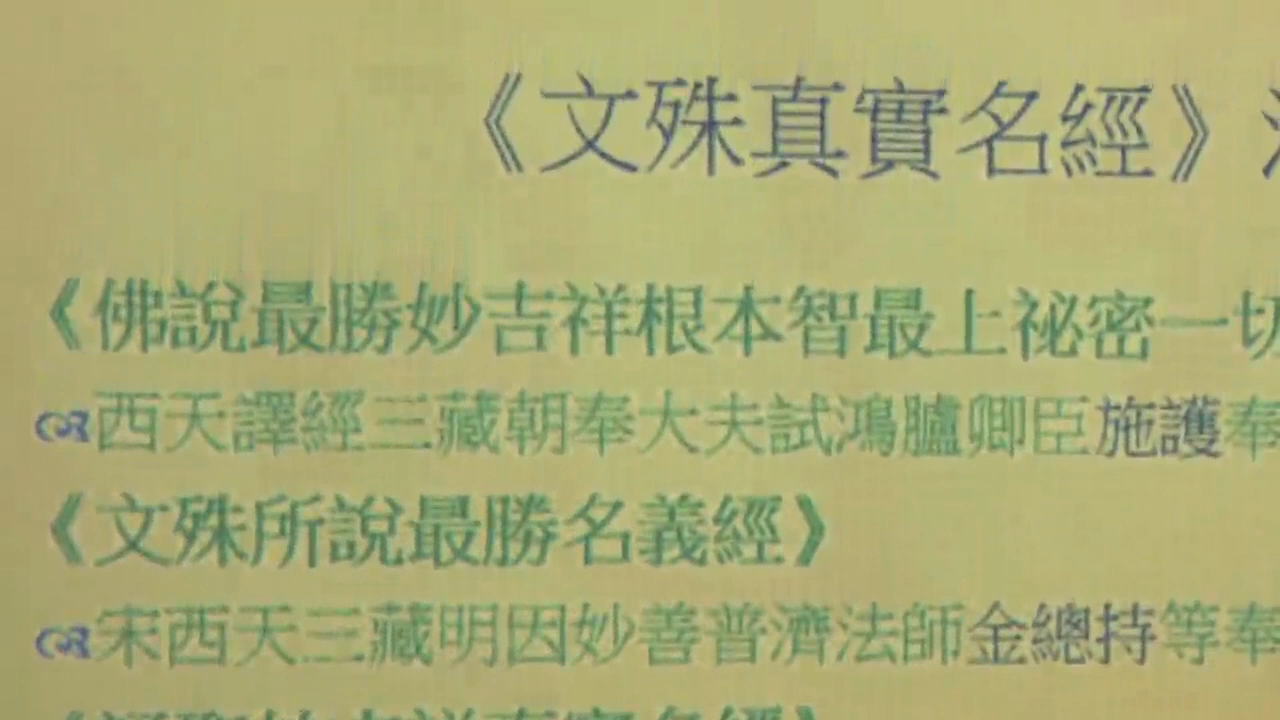 《文殊真實名經》
《佛說最勝妙吉祥根本智最上祕密一切
西天譯經三藏朝奉大夫試鴻臚卿臣施護奉
《文殊所說最勝名義經》
宋西天三藏明因妙善普濟法師金總持等奉